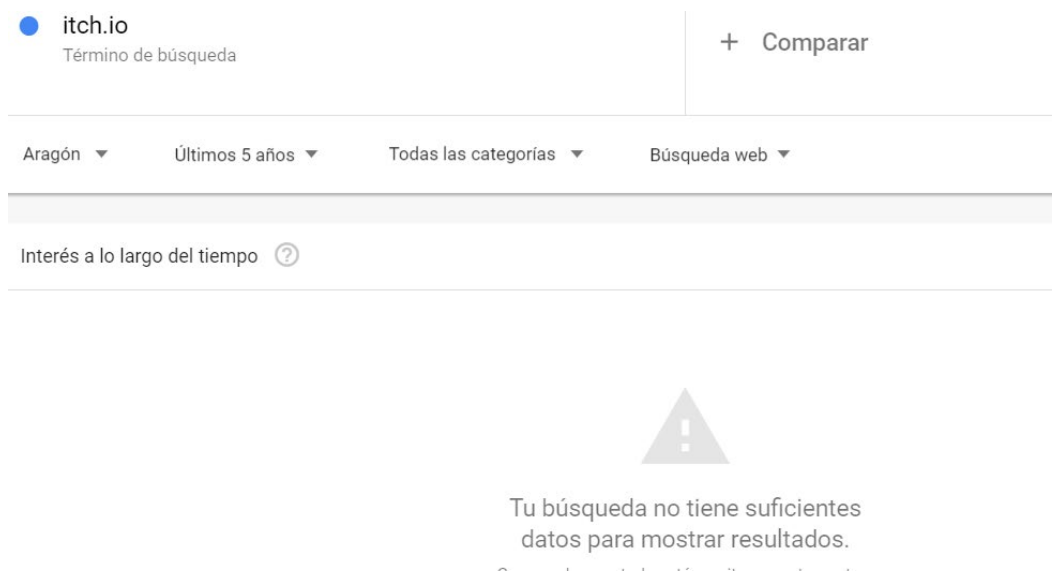 itch.io
Término de búsqueda
+ Comparar
Aragón
Últimos 5 años
Todas las categorías
Búsqueda web
Interés a lo largo del tiempo
Tu búsqueda no tiene suficientes
datos para mostrar resultados.